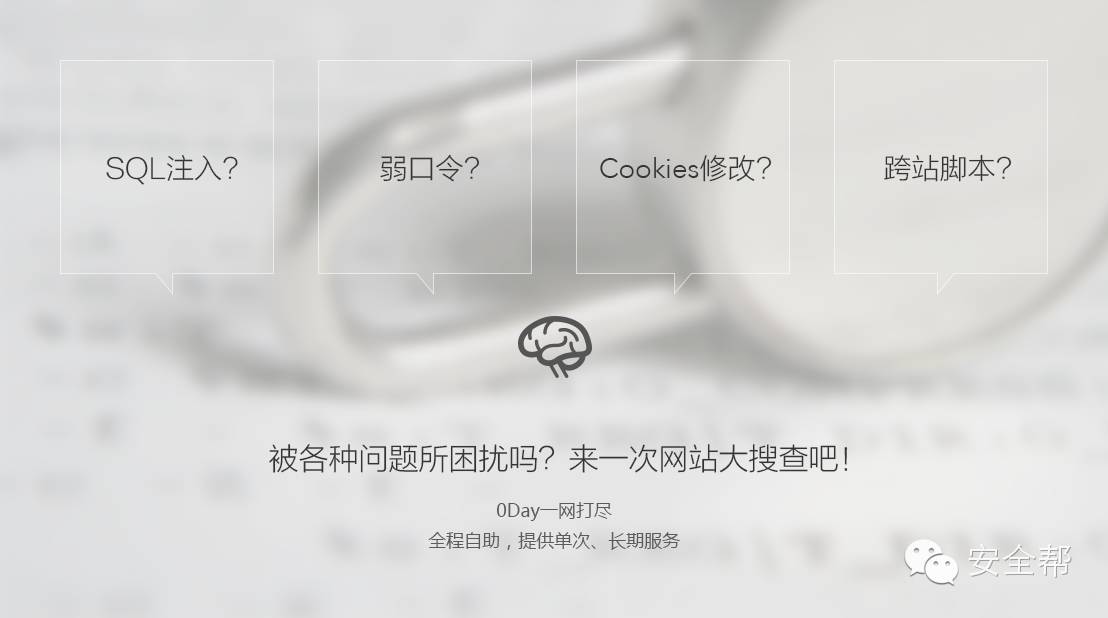 SQL注入?
弱口令?
Cookies修改?
跨站脚本?
被各种问题所困扰吗?来一次网站大搜查吧!
0Day一网打尽
全程自助,提供单次、长期服务
安全帮